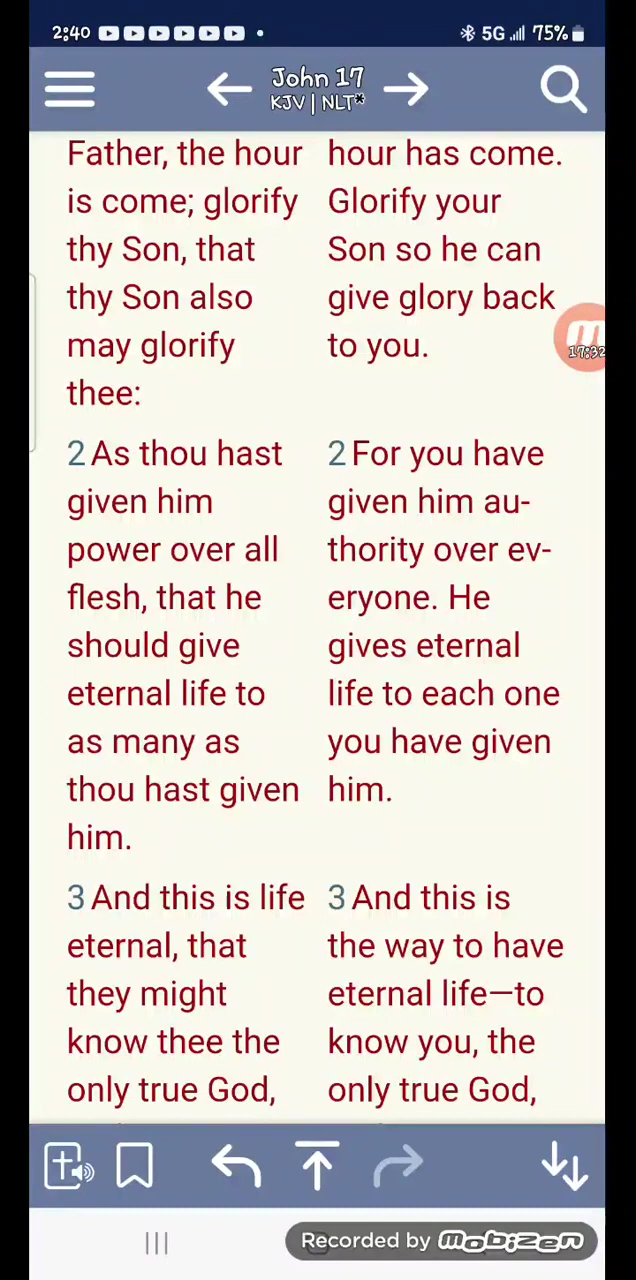 2:40
5G 75%
John 17
KJV | NLT*
Father, the hour
is come; glorify
thy Son, that
thy Son also
may glorify
thee:
hour has come.
Glorify your
Son so he can
give glory back
to you.
17:32
2 As thou hast
given him
power over all
flesh, that he
should give
eternal life to
as many as
thou hast given
him.
2 For you have
given him au-
thority over ev-
eryone. He
gives eternal
life to each one
you have given
him.
3 And this is life
eternal, that
they might
know thee the
only true God,
3 And this is
the way to have
eternal life—to
know you, the
only true God,
Recorded by mobizen